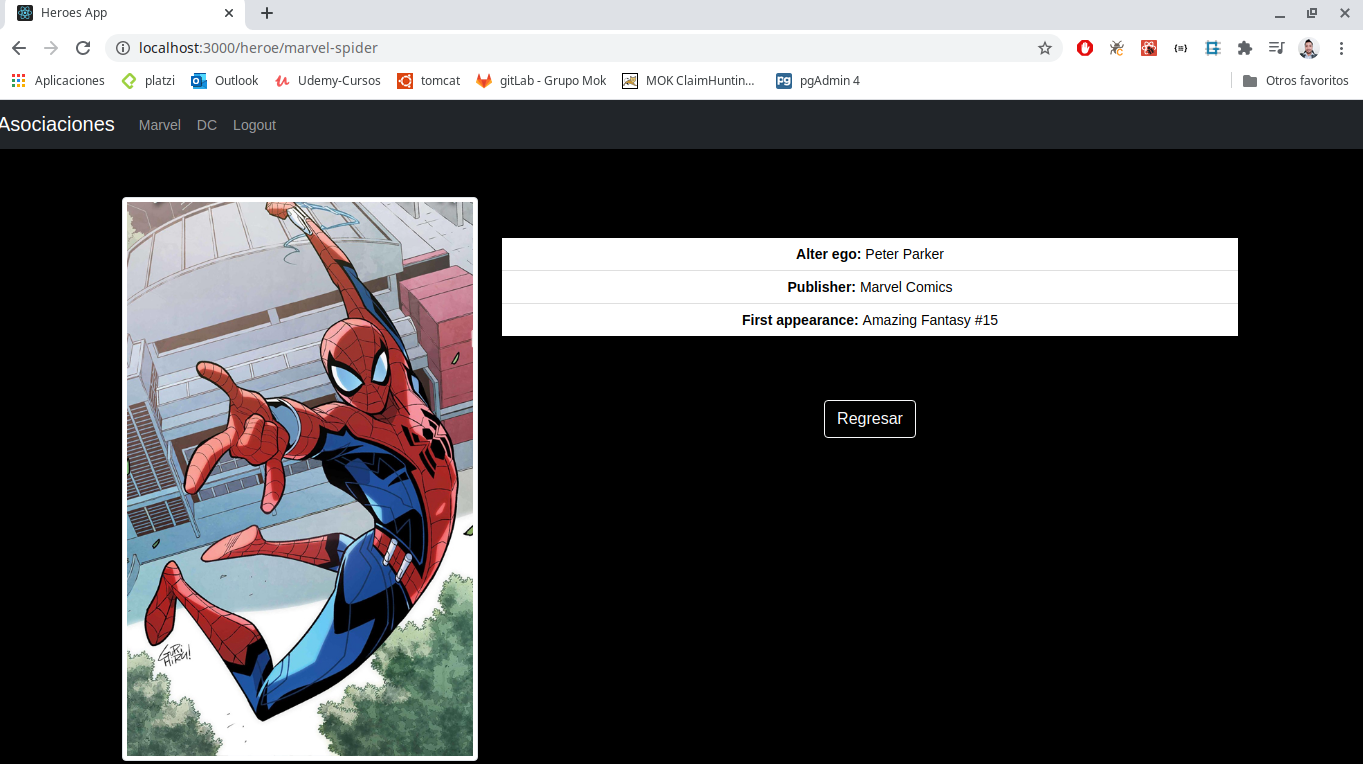 Heroes App
localhost:3000/heroe/marvel-spider
Aplicaciones platzi Outlook Udemy-Cursos tomcat gitLab - Grupo Mok MOK ClaimHuntin... pgAdmin 4 Otros favoritos
Asociaciones Marvel DC Logout
Alter ego: Peter Parker
Publisher: Marvel Comics
First appearance: Amazing Fantasy #15
Regresar
GURi
HiRU!